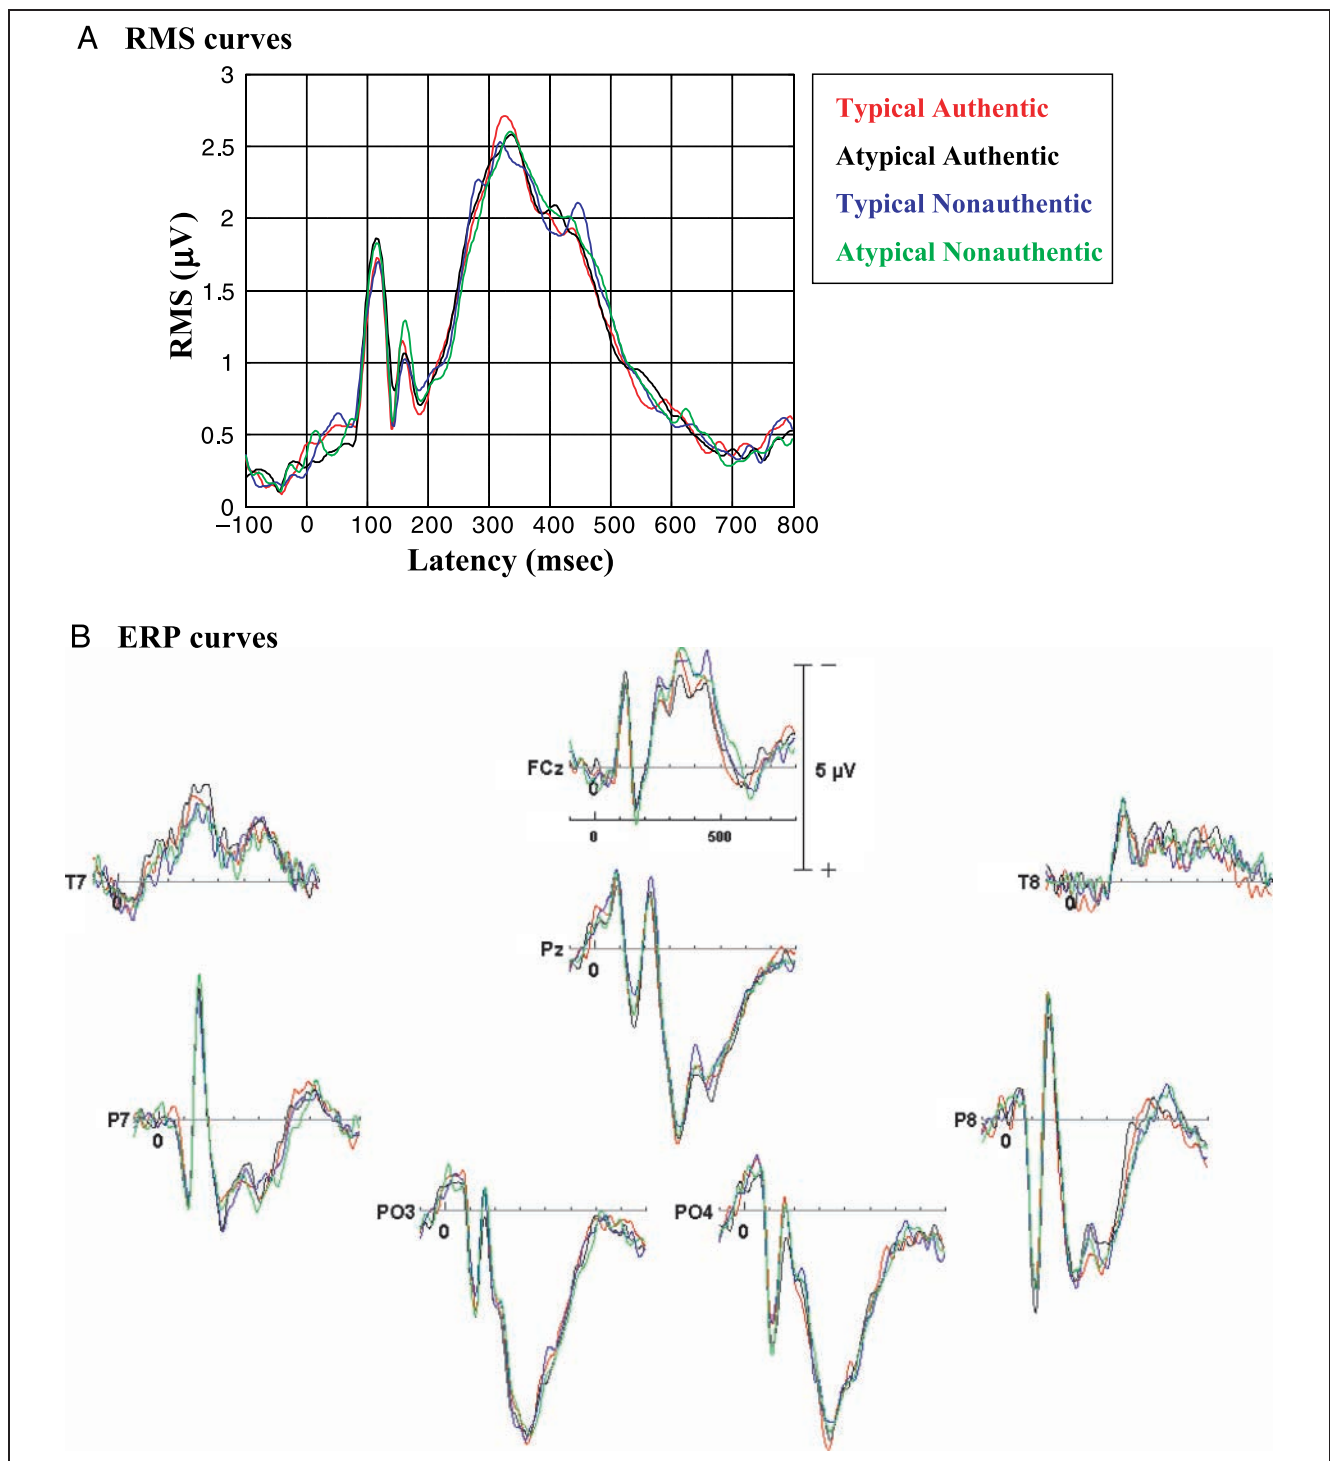 A RMS curves
3
2.5
2
1.5
1
0.5
0
RMS (µV)
−100 0 100 200 300 400 500 600 700 800
Latency (msec)
Typical Authentic
Atypical Authentic
Typical Nonauthentic
Atypical Nonauthentic
B ERP curves
−
FCz
0
5 µV
0 500
+
T7
0
T8
0
Pz
0
P7
0
P8
0
PO3
0
PO4
0